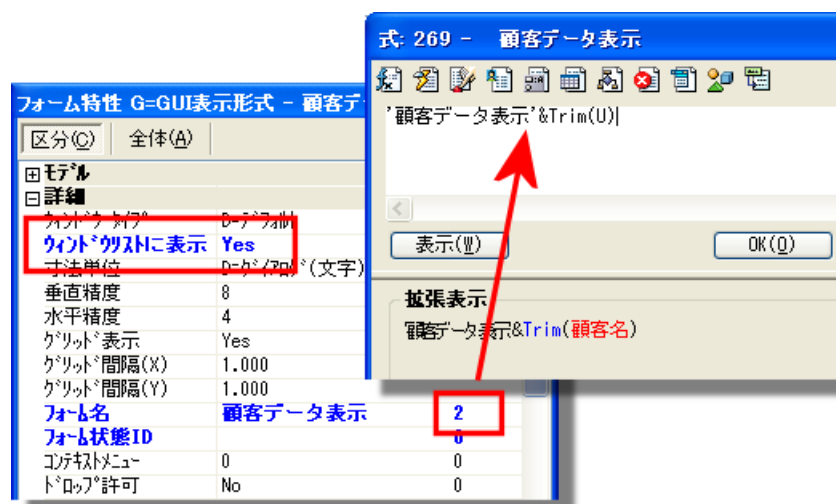 式: 269 - 顧客データ表示
'顧客データ表示'&Trim(U)
表示(W)
OK(O)
拡張表示
'顧客データ表示&Trim(顧客名)
フォーム特性 G=GUI表示形式 - 顧客デ
区分(C) 全体(A)
モデル
詳細
ウィンドウタイプ D=デフォルト
ウィンドウリストに表示 Yes
寸法単位 D=ダイアログ(文字)
垂直精度 8
水平精度 4
グリッド表示 Yes
グリッド間隔(X) 1.000
グリッド間隔(Y) 1.000
フォーム名 顧客データ表示 2
フォーム状態ID 0
コンテキストメニュー 0 0
ドロップ許可 No 0